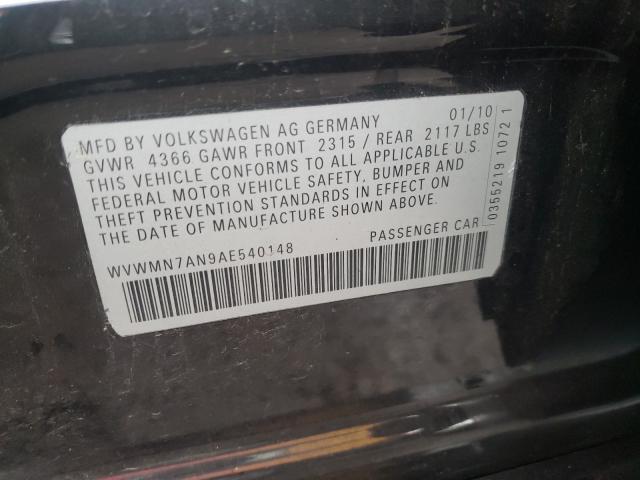 MFD BY VOLKSWAGEN AG GERMANY 01/10
GVWR 4366 GAWR FRONT 2315 / REAR 2117 LBS
THIS VEHICLE CONFORMS TO ALL APPLICABLE U.S.
FEDERAL MOTOR VEHICLE SAFETY, BUMPER AND
THEFT PREVENTION STANDARDS IN EFFECT ON
THE DATE OF MANUFACTURE SHOWN ABOVE.
WVWMN7AN9AE540148 PASSENGER CAR
0355219 10721